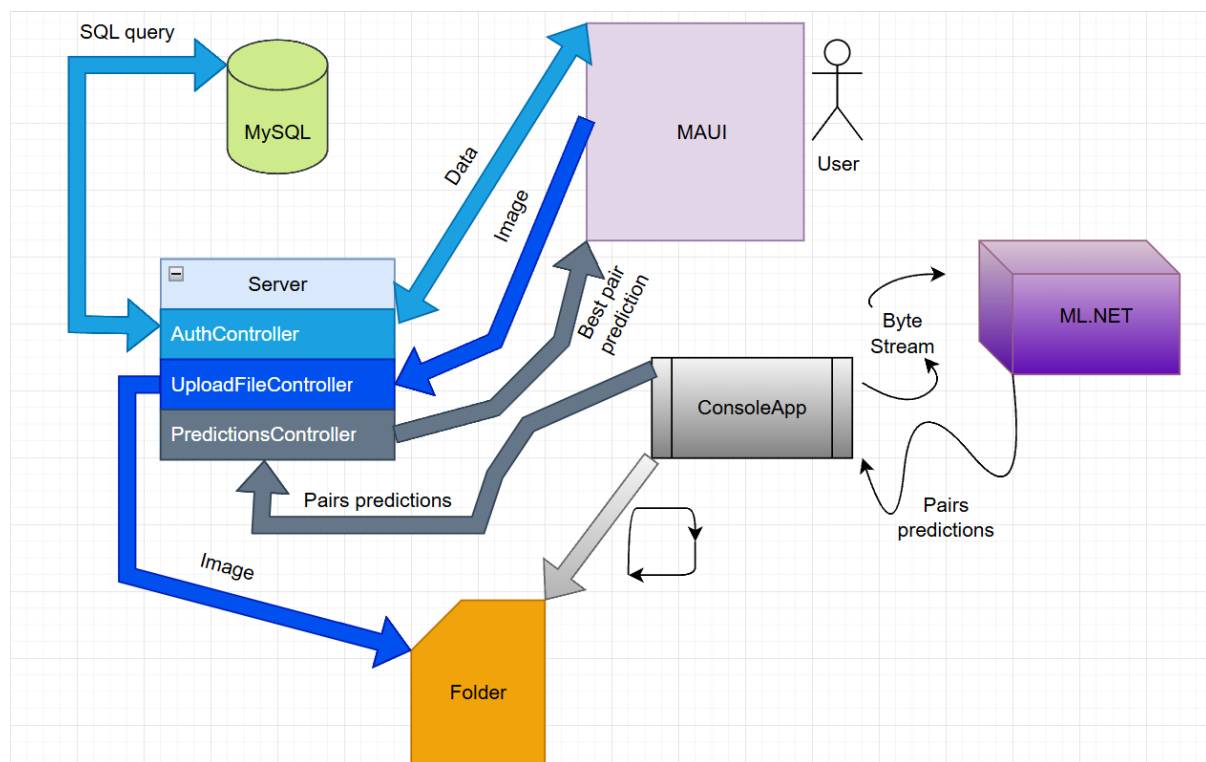 SQL query
MySQL
MAUI
User
Data
Image
Server
AuthController
UploadFileController
PredictionsController
Best pair
prediction
Byte
Stream
ML.NET
ConsoleApp
Pairs predictions
Pairs
predictions
Image
Folder